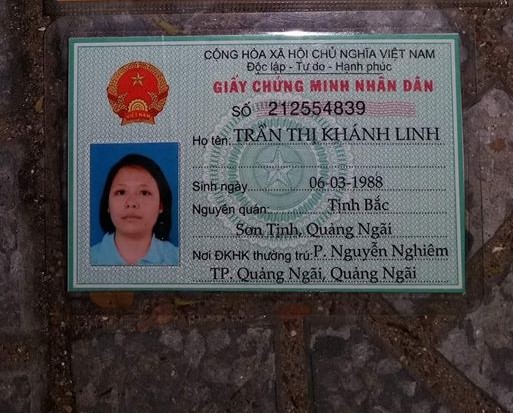 CỘNG HÒA XÃ HỘI CHỦ NGHĨA VIỆT NAM
Độc lập - Tự do - Hạnh phúc
GIẤY CHỨNG MINH NHÂN DÂN
SỐ 212554839
Họ tên: TRẦN THỊ KHÁNH LINH
Sinh ngày 06-03-1988
Nguyên quán: Tịnh Bắc
Sơn Tịnh, Quảng Ngãi
Nơi ĐKHK thường trú: P. Nguyễn Nghiêm
TP. Quảng Ngãi, Quảng Ngãi
VIỆT NAM